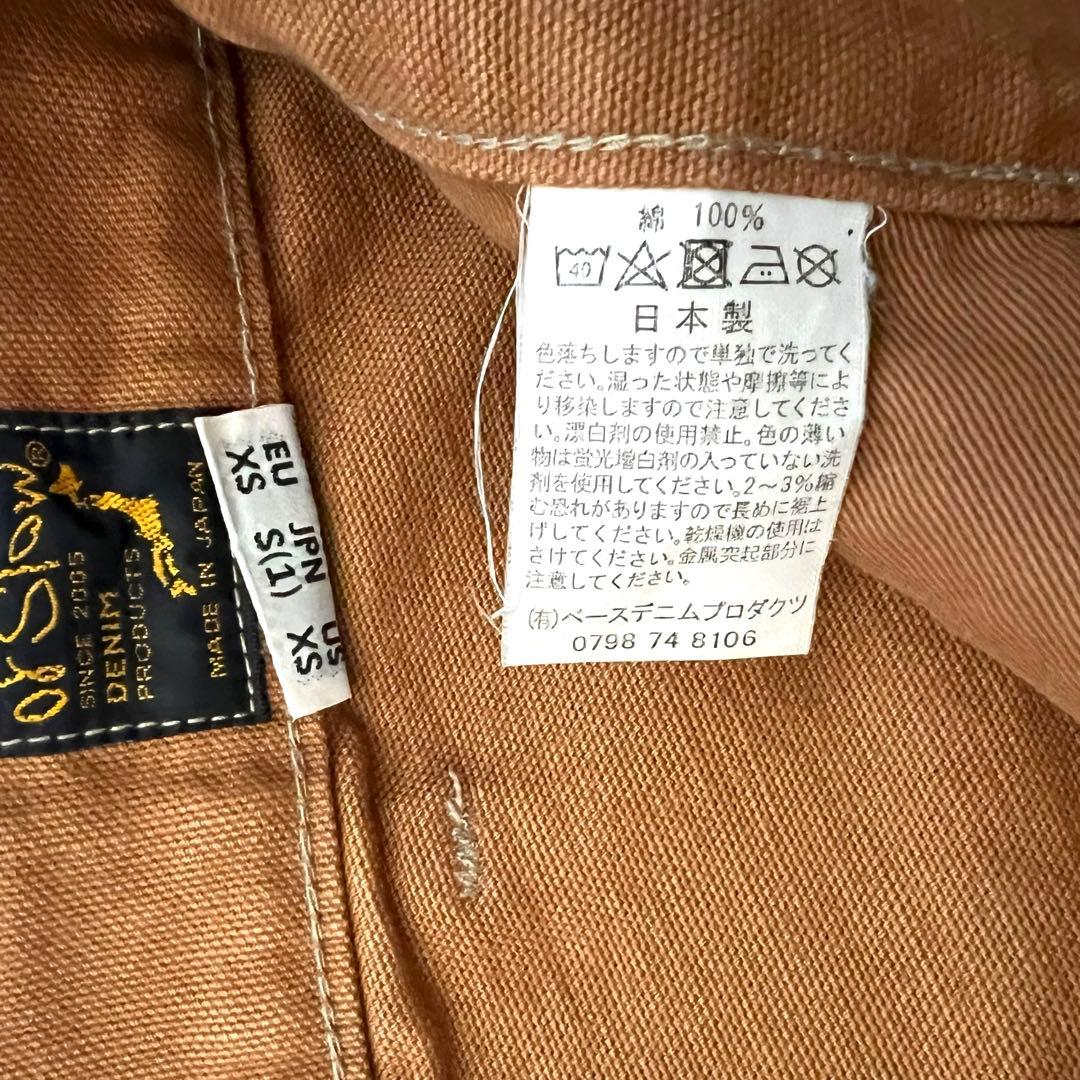 or Slow®
SINCE 2005
DENIM
PRODUCTS
MADE IN JAPAN
EU JPN US
XS S(1) XS
綿 100%
40
日本製
色落ちしますので単独で洗ってく
ださい。湿った状態や摩擦等によ
り移染しますので注意してくださ
い。漂白剤の使用禁止。色の薄い
物は蛍光増白剤の入っていない洗
剤を使用してください。2～3%縮
む恐れがありますので長めに裾上
げしてください。乾燥機の使用は
さけてください。金属突起部分に
注意してください。
(有)ベースデニムプロダクツ
0798 74 8106